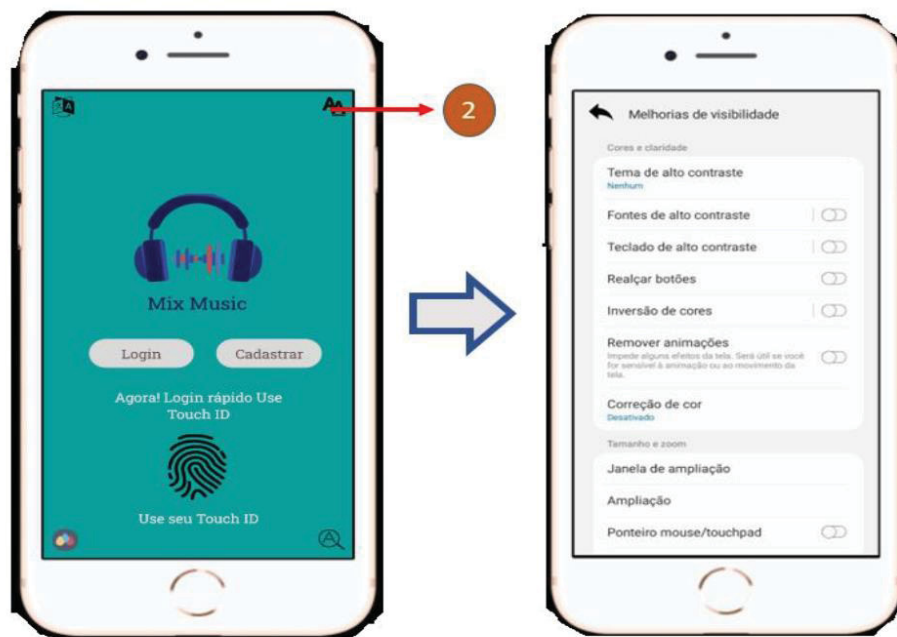 2
Mix Music
Login
Cadastrar
Agora! Login rápido Use
Touch ID
Use seu Touch ID
Melhorias de visibilidade
Cores e claridade
Tema de alto contraste
Nenhum
Fontes de alto contraste
Teclado de alto contraste
Realçar botões
Inversão de cores
Remover animações
Impede alguns efeitos da tela. Será útil se você
for sensível à animação ou ao movimento da
tela.
Correção de cor
Desativado
Tamanho e zoom
Janela de ampliação
Ampliação
Ponteiro mouse/touchpad